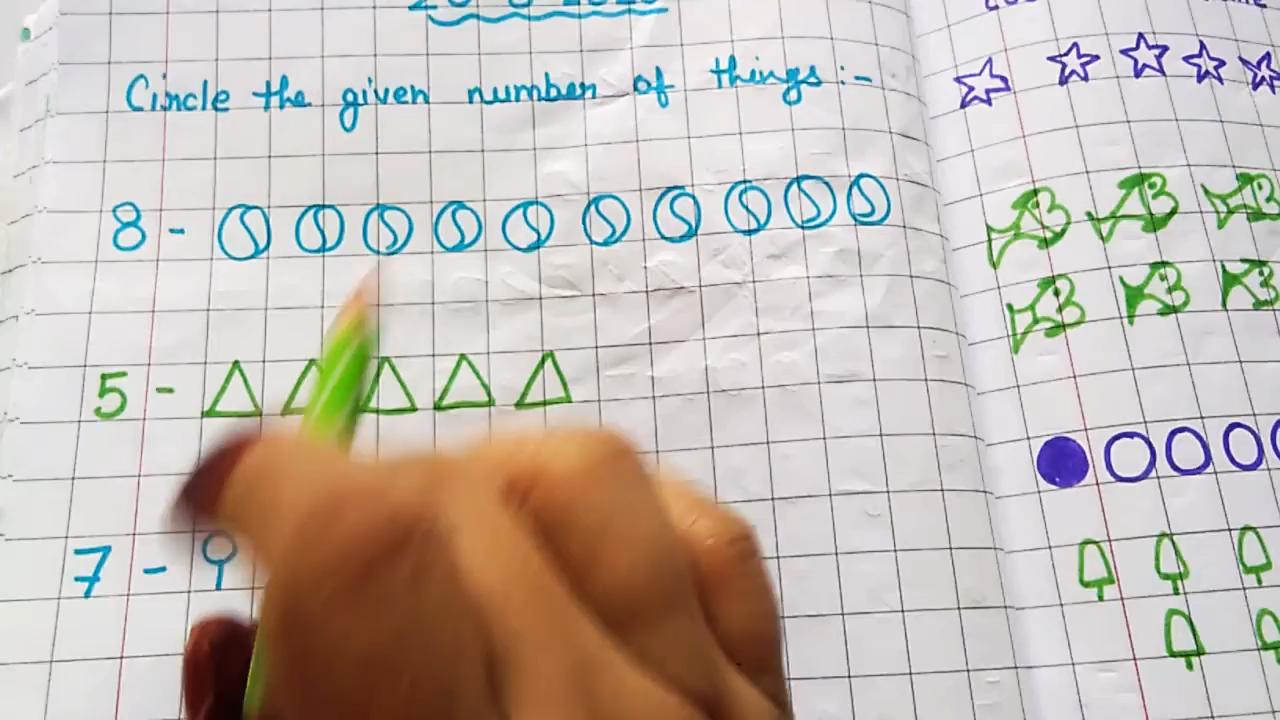 Circle the given number of things :-
8 -
5 -
7 -